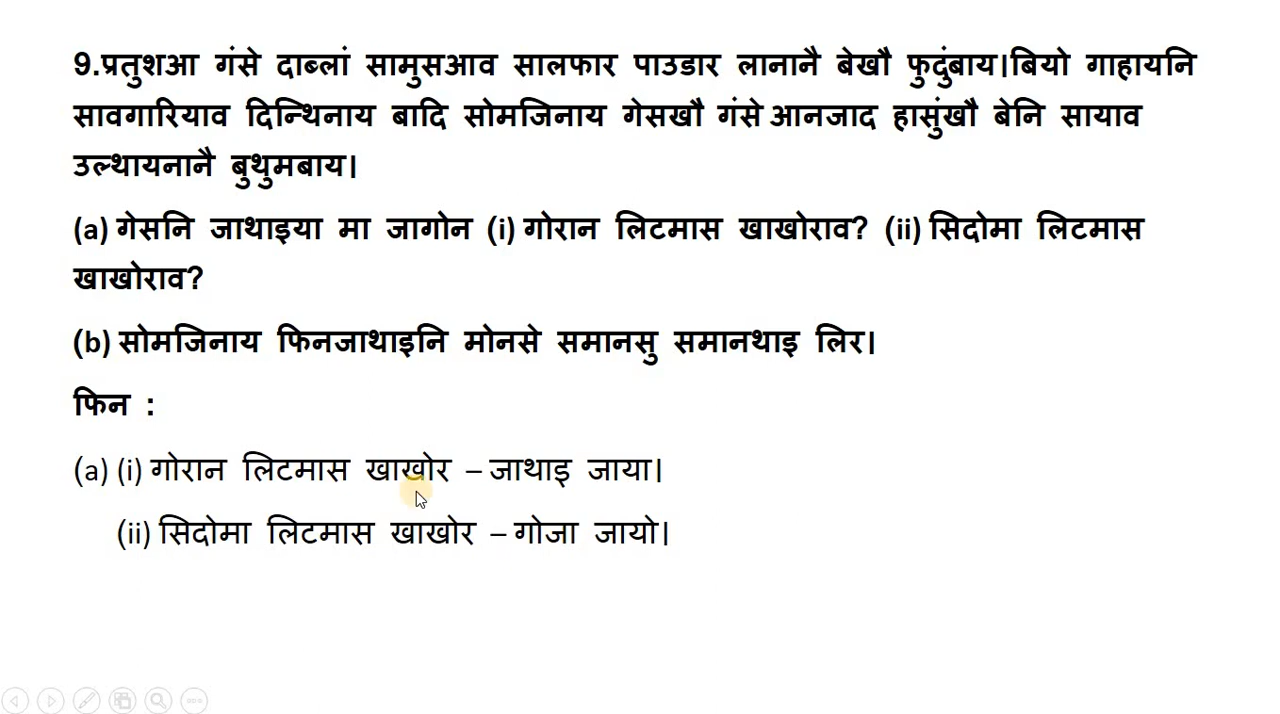 9.प्रतुशआ गंसे दाब्लां सामुसआव सालफार पाउडार लानानै बेखौ फुदुंबाय।बियो गाहायनि
सावगारियाव दिन्थिनाय बादि सोमजिनाय गेसखौ गंसे आनजाद हासुंखौ बेनि सायाव
उल्थायनानै बुथुमबाय।
(a) गेसनि जाथाइया मा जागोन (i) गोरान लिटमास खाखोराव? (ii) सिदोमा लिटमास
खाखोराव?
(b) सोमजिनाय फिनजाथाइनि मोनसे समानसु समानथाइ लिर।
फिन :
(a) (i) गोरान लिटमास खाखोर – जाथाइ जाया।
(ii) सिदोमा लिटमास खाखोर – गोजा जायो।